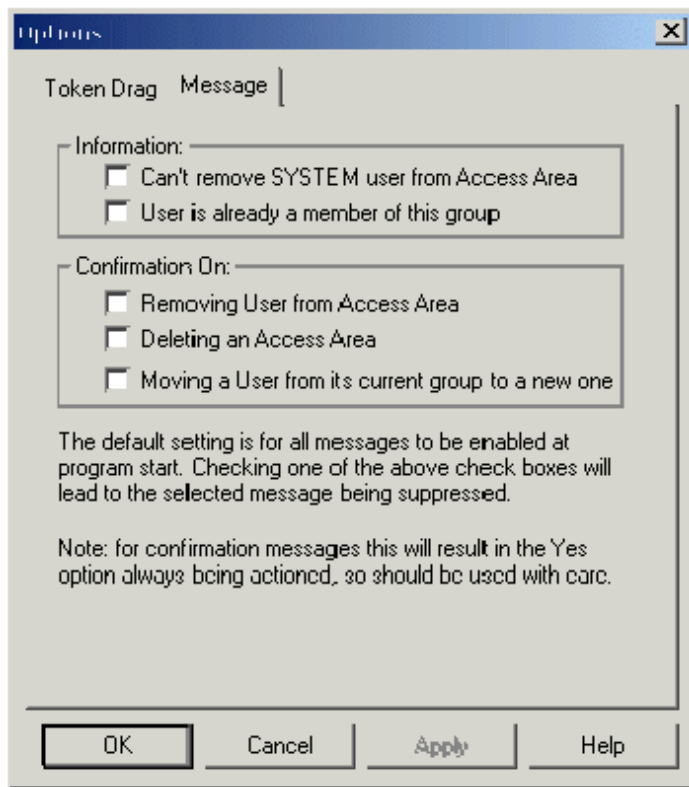 Options
Token Drag Message
Information:
Can't remove SYSTEM user from Access Area
User is already a member of this group
Confirmation On:
Removing User from Access Area
Deleting an Access Area
Moving a User from its current group to a new one
The default setting is for all messages to be enabled at
program start. Checking one of the above check boxes will
lead to the selected message being suppressed.
Note: for confirmation messages this will result in the Yes
option always being actioned, so should be used with care.
OK Cancel Apply Help